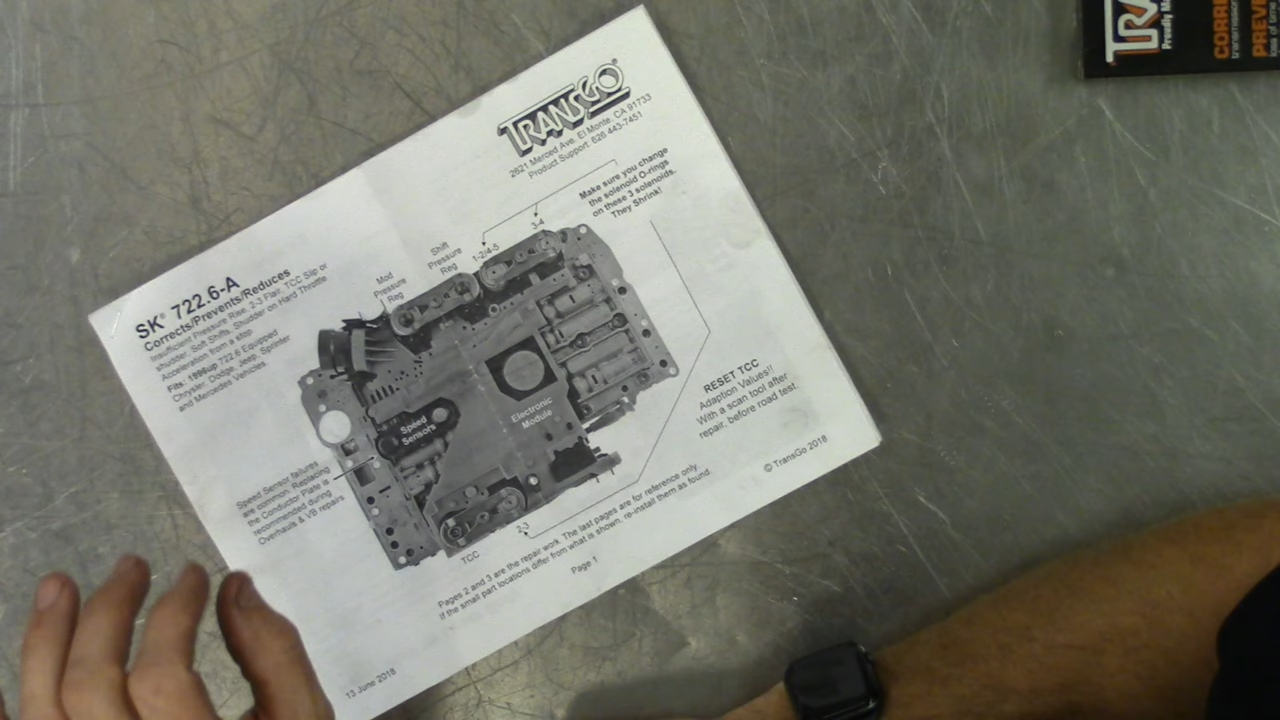 TRANSGO®
2621 Merced Ave. El Monte, CA 91733
Product Support: 626 443-7451
SK® 722.6-A
Corrects/Prevents/Reduces
Insufficient Pressure Rise, 2-3 Flair, TCC Slip or
shudder, Soft Shifts, Shudder on Hard Throttle
Acceleration from a stop.
Fits: 1996up 722.6 Equipped
Chrysler, Dodge, Jeep, Sprinter
and Mercedes Vehicles.
Make sure you change
the solenoid O-rings
on these 3 solenoids.
They Shrink!
3-4
1-2/4-5
Shift
Pressure
Reg
Mod
Pressure
Reg
Speed
Sensors
Electronic
Module
RESET TCC
Adaption Values!!
With a scan tool after
repair, before road test.
Speed Sensor failures
are common. Replacing
the Conductor Plate is
recommended during
Overhauls & VB repairs
TCC
2-3
Pages 2 and 3 are the repair work. The last pages are for reference only.
If the small part locations differ from what is shown, re-install them as found.
© TransGo 2018
Page 1
13 June 2018
TRA
Proudly M
CORRE
PREVE